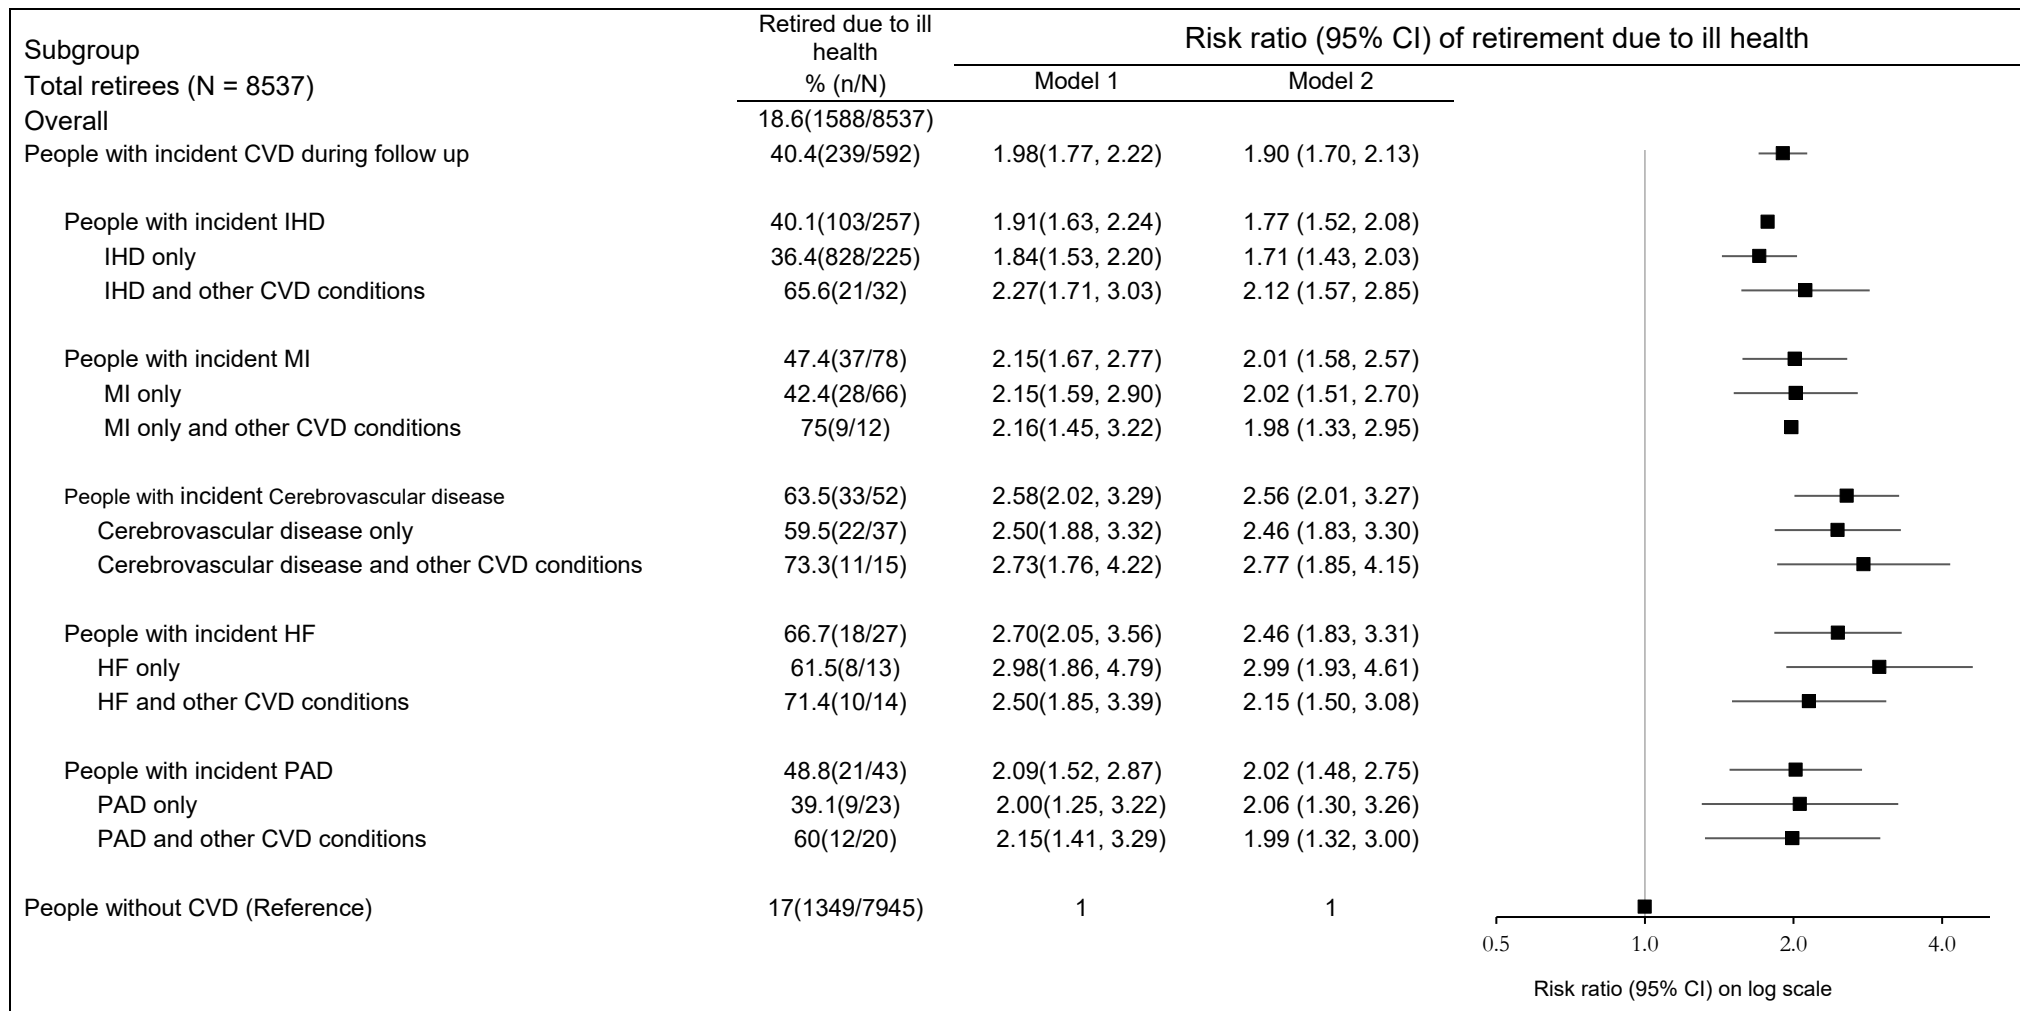 Subgroup
Retired due to ill health
Risk ratio (95% CI) of retirement due to ill health
Total retirees (N = 8537) % (n/N) Model 1 Model 2
Overall 18.6(1588/8537)
People with incident CVD during follow up 40.4(239/592) 1.98(1.77, 2.22) 1.90 (1.70, 2.13)
People with incident IHD 40.1(103/257) 1.91(1.63, 2.24) 1.77 (1.52, 2.08)
IHD only 36.4(828/225) 1.84(1.53, 2.20) 1.71 (1.43, 2.03)
IHD and other CVD conditions 65.6(21/32) 2.27(1.71, 3.03) 2.12 (1.57, 2.85)
People with incident MI 47.4(37/78) 2.15(1.67, 2.77) 2.01 (1.58, 2.57)
MI only 42.4(28/66) 2.15(1.59, 2.90) 2.02 (1.51, 2.70)
MI only and other CVD conditions 75(9/12) 2.16(1.45, 3.22) 1.98 (1.33, 2.95)
People with incident Cerebrovascular disease 63.5(33/52) 2.58(2.02, 3.29) 2.56 (2.01, 3.27)
Cerebrovascular disease only 59.5(22/37) 2.50(1.88, 3.32) 2.46 (1.83, 3.30)
Cerebrovascular disease and other CVD conditions 73.3(11/15) 2.73(1.76, 4.22) 2.77 (1.85, 4.15)
People with incident HF 66.7(18/27) 2.70(2.05, 3.56) 2.46 (1.83, 3.31)
HF only 61.5(8/13) 2.98(1.86, 4.79) 2.99 (1.93, 4.61)
HF and other CVD conditions 71.4(10/14) 2.50(1.85, 3.39) 2.15 (1.50, 3.08)
People with incident PAD 48.8(21/43) 2.09(1.52, 2.87) 2.02 (1.48, 2.75)
PAD only 39.1(9/23) 2.00(1.25, 3.22) 2.06 (1.30, 3.26)
PAD and other CVD conditions 60(12/20) 2.15(1.41, 3.29) 1.99 (1.32, 3.00)
People without CVD (Reference) 17(1349/7945) 1 1
0.5 1.0 2.0 4.0
Risk ratio (95% CI) on log scale